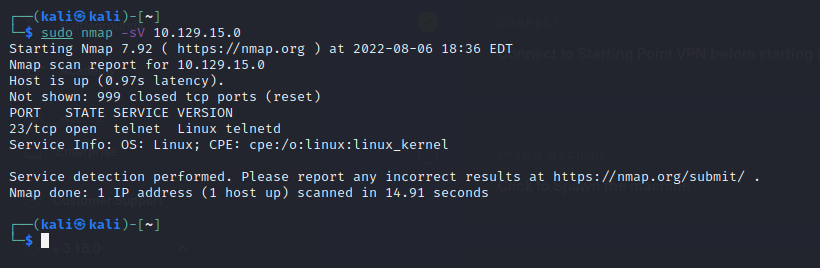 ┌──(kali㉿kali)-[~]
└─$ sudo nmap -sV 10.129.15.0
Starting Nmap 7.92 ( https://nmap.org ) at 2022-08-06 18:36 EDT
Nmap scan report for 10.129.15.0
Host is up (0.97s latency).
Not shown: 999 closed tcp ports (reset)
PORT   STATE SERVICE VERSION
23/tcp open  telnet  Linux telnetd
Service Info: OS: Linux; CPE: cpe:/o:linux:linux_kernel
Service detection performed. Please report any incorrect results at https://nmap.org/submit/ .
Nmap done: 1 IP address (1 host up) scanned in 14.91 seconds
┌──(kali㉿kali)-[~]
└─$